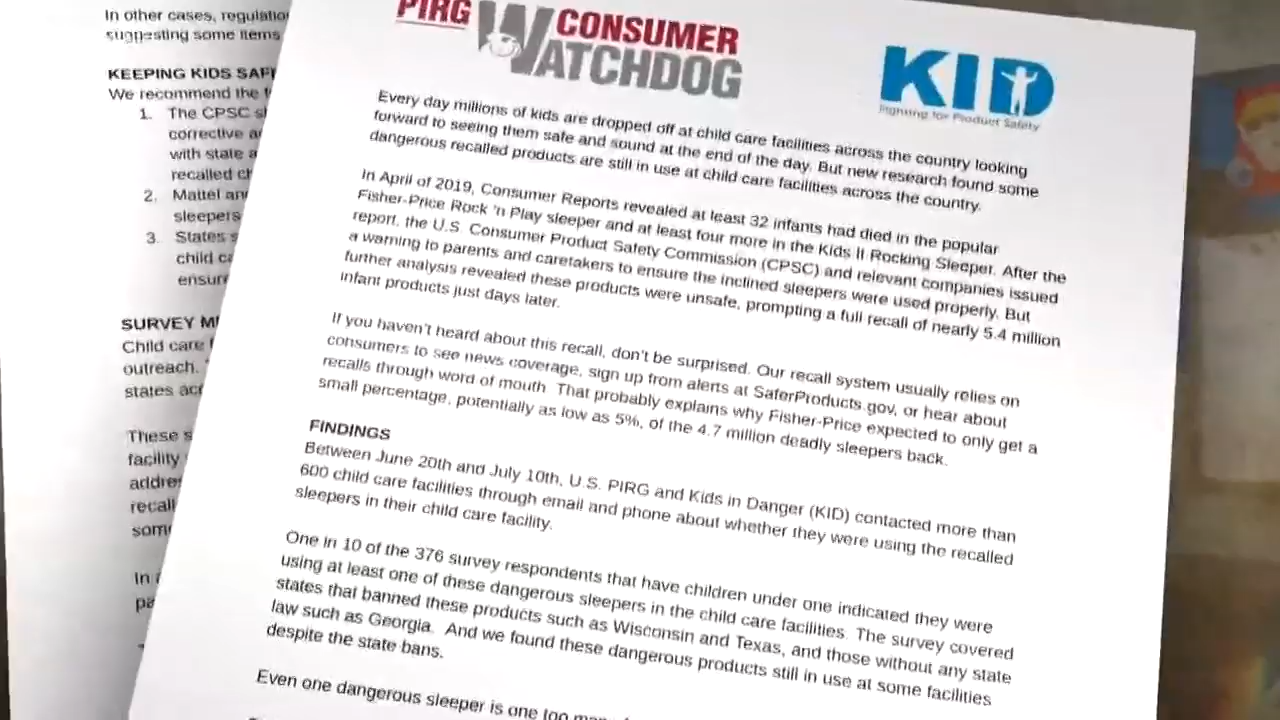 In other cases, regulatio
suggesting some items
KEEPING KIDS SAF
We recommend the
1. The CPSC s
corrective a
with state a
recalled c
2. Mattel an
sleepers
3. States s
child c
ensur
SURVEY M
Child care
outreach.
states acc
These s
facility
addre
recall
som
In
pa
PIRG CONSUMER
WATCHDOG
KID
Fighting for Product Safety
Every day millions of kids are dropped off at child care facilities across the country looking
forward to seeing them safe and sound at the end of the day. But new research found some
dangerous recalled products are still in use at child care facilities across the country.
In April of 2019, Consumer Reports revealed at least 32 infants had died in the popular
Fisher-Price Rock 'n Play sleeper and at least four more in the Kids II Rocking Sleeper. After the
report, the U.S. Consumer Product Safety Commission (CPSC) and relevant companies issued
a warning to parents and caretakers to ensure the inclined sleepers were used properly. But
further analysis revealed these products were unsafe, prompting a full recall of nearly 5.4 million
infant products just days later.
If you haven't heard about this recall, don't be surprised. Our recall system usually relies on
consumers to see news coverage, sign up from alerts at SaferProducts.gov, or hear about
recalls through word of mouth. That probably explains why Fisher-Price expected to only get a
small percentage, potentially as low as 5%, of the 4.7 million deadly sleepers back.
FINDINGS
Between June 20th and July 10th, U.S. PIRG and Kids in Danger (KID) contacted more than
600 child care facilities through email and phone about whether they were using the recalled
sleepers in their child care facility.
One in 10 of the 376 survey respondents that have children under one indicated they were
using at least one of these dangerous sleepers in the child care facilities. The survey covered
states that banned these products such as Wisconsin and Texas, and those without any state
law such as Georgia. And we found these dangerous products still in use at some facilities
despite the state bans.
Even one dangerous sleeper is one too